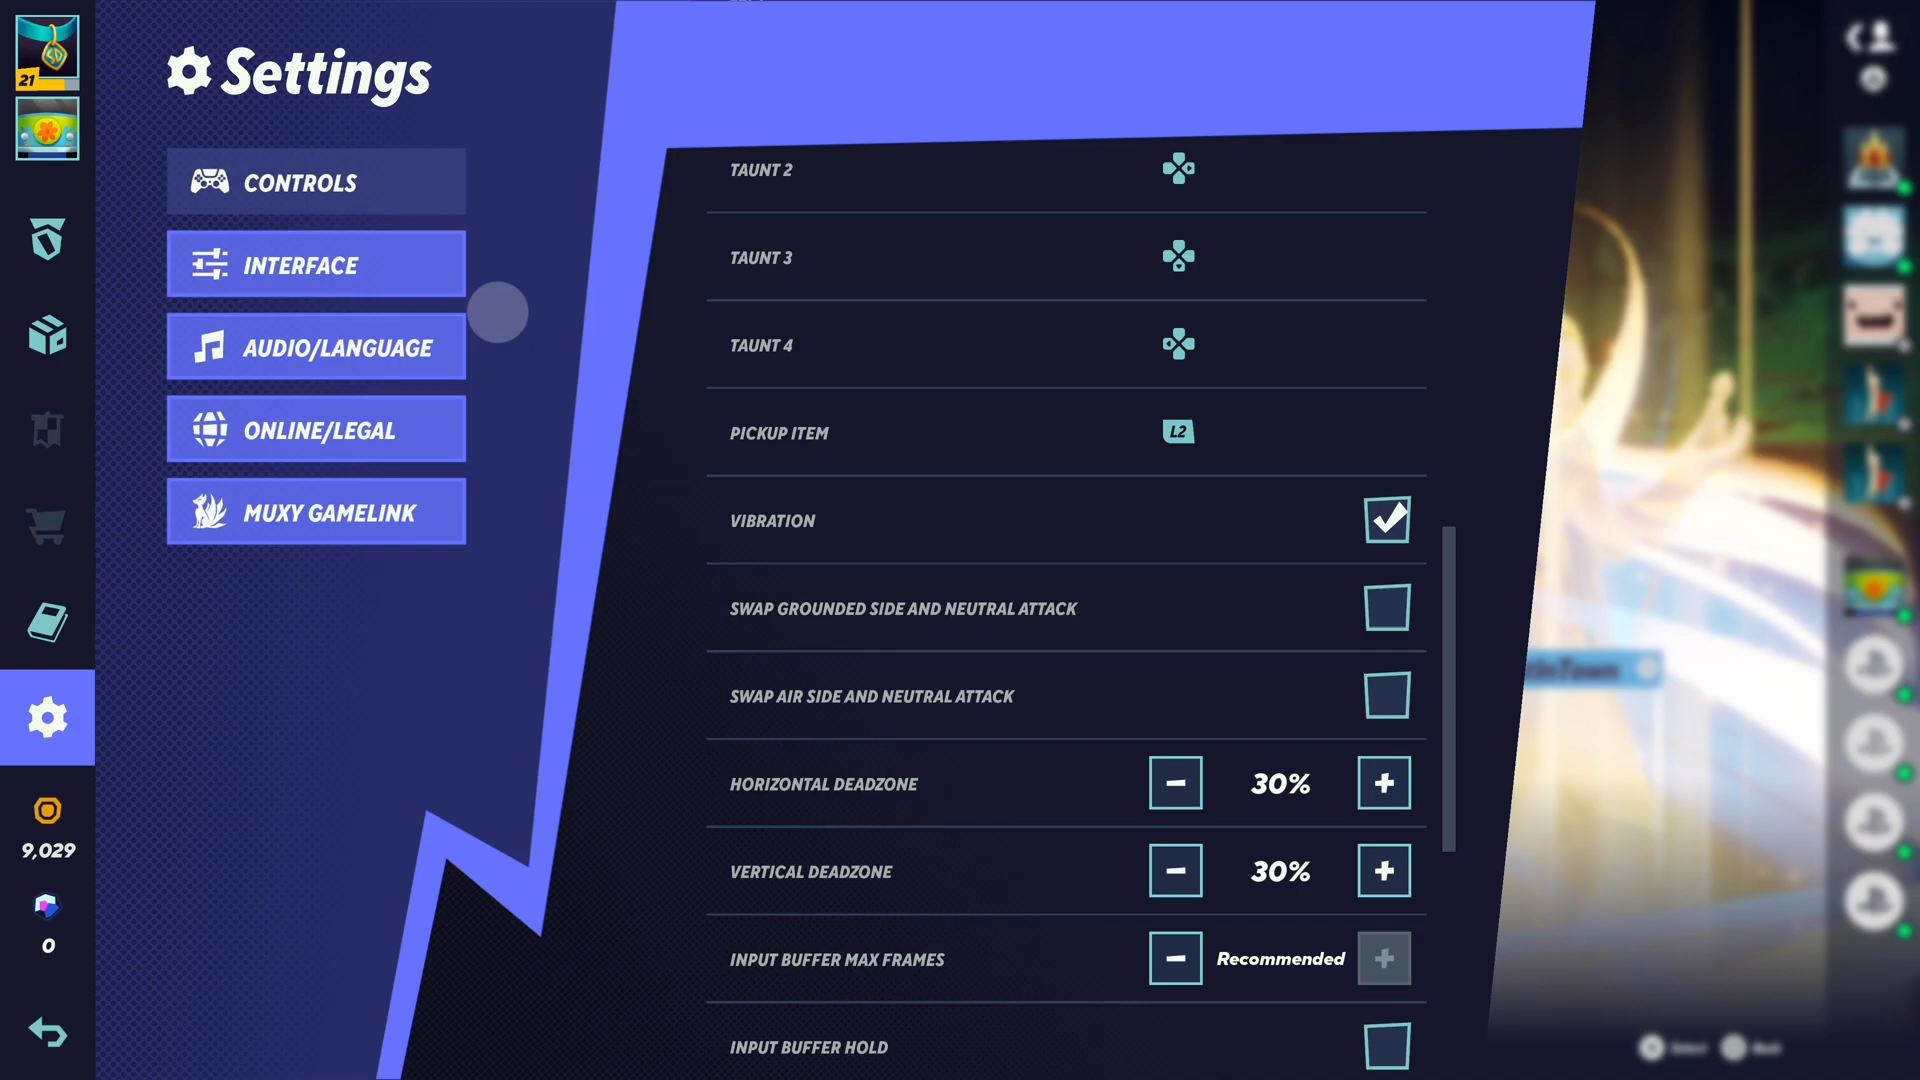 21
Settings
CONTROLS
INTERFACE
AUDIO/LANGUAGE
ONLINE/LEGAL
MUXY GAMELINK
9,029
0
TAUNT 2
TAUNT 3
TAUNT 4
PICKUP ITEM
L2
VIBRATION
SWAP GROUNDED SIDE AND NEUTRAL ATTACK
SWAP AIR SIDE AND NEUTRAL ATTACK
HORIZONTAL DEADZONE
30%
VERTICAL DEADZONE
30%
INPUT BUFFER MAX FRAMES
Recommended
INPUT BUFFER HOLD
Select
Back